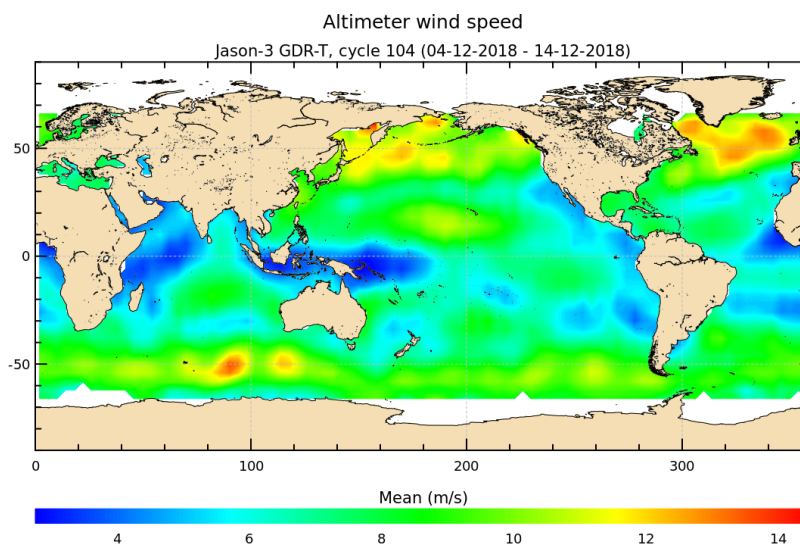 Altimeter wind speed
Jason-3 GDR-T, cycle 104 (04-12-2018 - 14-12-2018)
50
0
-50
0 100 200 300
Mean (m/s)
4 6 8 10 12 14